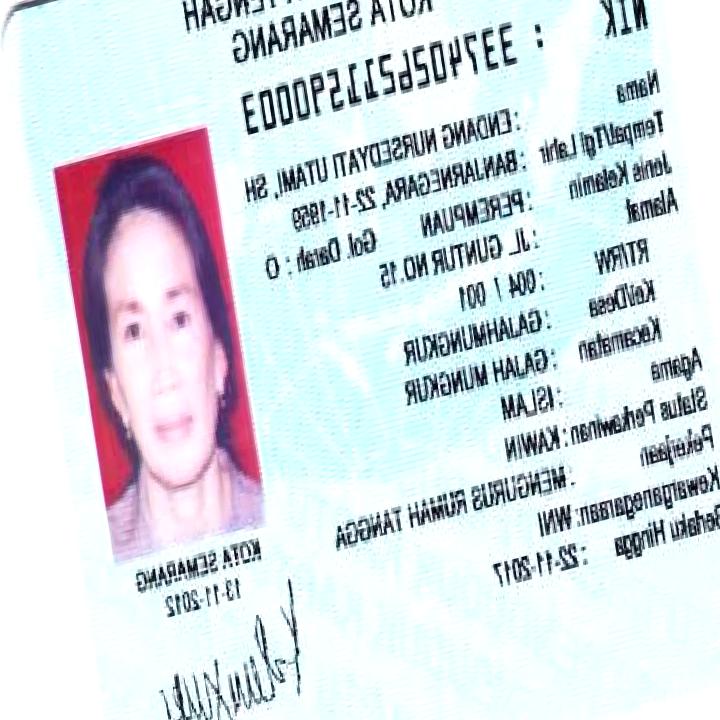 TENGAH
KOTA SEMARANG
NIK : 3374056211590003
Nama : ENDANG NURSEDYATI UTAMI, SH
Tempat/Tgl Lahir : BANJARNEGARA, 22-11-1959
Jenis Kelamin : PEREMPUAN Gol. Darah : O
Alamat : JL. GUNTUR NO.15
RT/RW : 004 / 001
Kel/Desa : GAJAHMUNGKUR
Kecamatan : GAJAH MUNGKUR
Agama : ISLAM
Status Perkawinan : KAWIN
Pekerjaan : MENGURUS RUMAH TANGGA
Kewarganegaraan: WNI
Berlaku Hingga : 22-11-2017
KOTA SEMARANG
13-11-2012